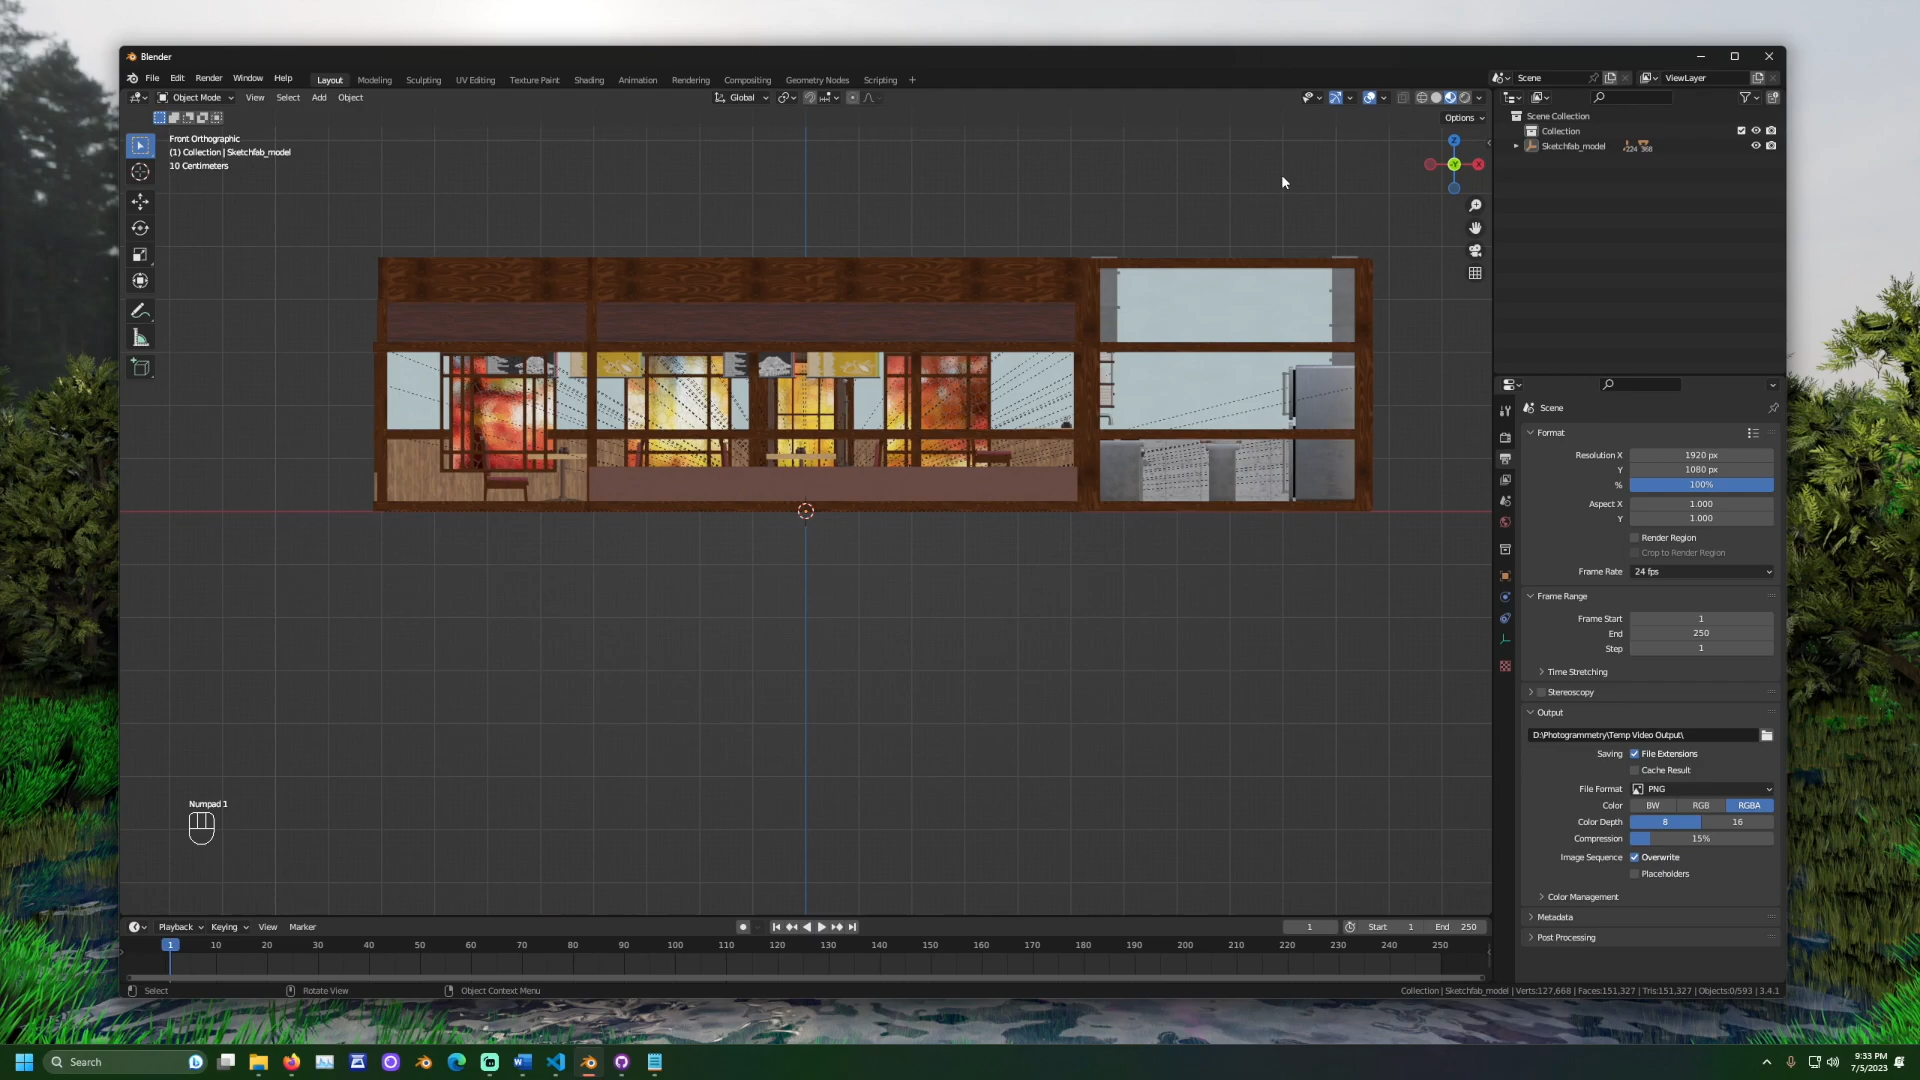 Blender
File Edit Render Window Help Layout Modeling Sculpting UV Editing Texture Paint Shading Animation Rendering Compositing Geometry Nodes Scripting + Scene ViewLayer
Object Mode View Select Add Object Global
Options
Front Orthographic
(1) Collection | Sketchfab_model
10 Centimeters
Z
Y
X
Scene Collection
Collection
Sketchfab_model 224 368
Scene
Format
Resolution X 1920 px
Y 1080 px
% 100%
Aspect X 1.000
Y 1.000
Render Region
Crop to Render Region
Frame Rate 24 fps
Frame Range
Frame Start 1
End 250
Step 1
Time Stretching
Stereoscopy
Output
D:\Photogrammetry\Temp Video Output\
Saving File Extensions
Cache Result
File Format PNG
Color BW RGB RGBA
Color Depth 8 16
Compression 15%
Image Sequence Overwrite
Placeholders
Color Management
Metadata
Post Processing
Numpad 1
Playback Keying View Marker 1 Start 1 End 250
1 10 20 30 40 50 60 70 80 90 100 110 120 130 140 150 160 170 180 190 200 210 220 230 240 250
Select Rotate View Object Context Menu Collection | Sketchfab_model | Verts:127,668 | Faces:151,327 | Tris:151,327 | Objects:0/593 | 3.4.1
Search
9:33 PM
7/5/2023